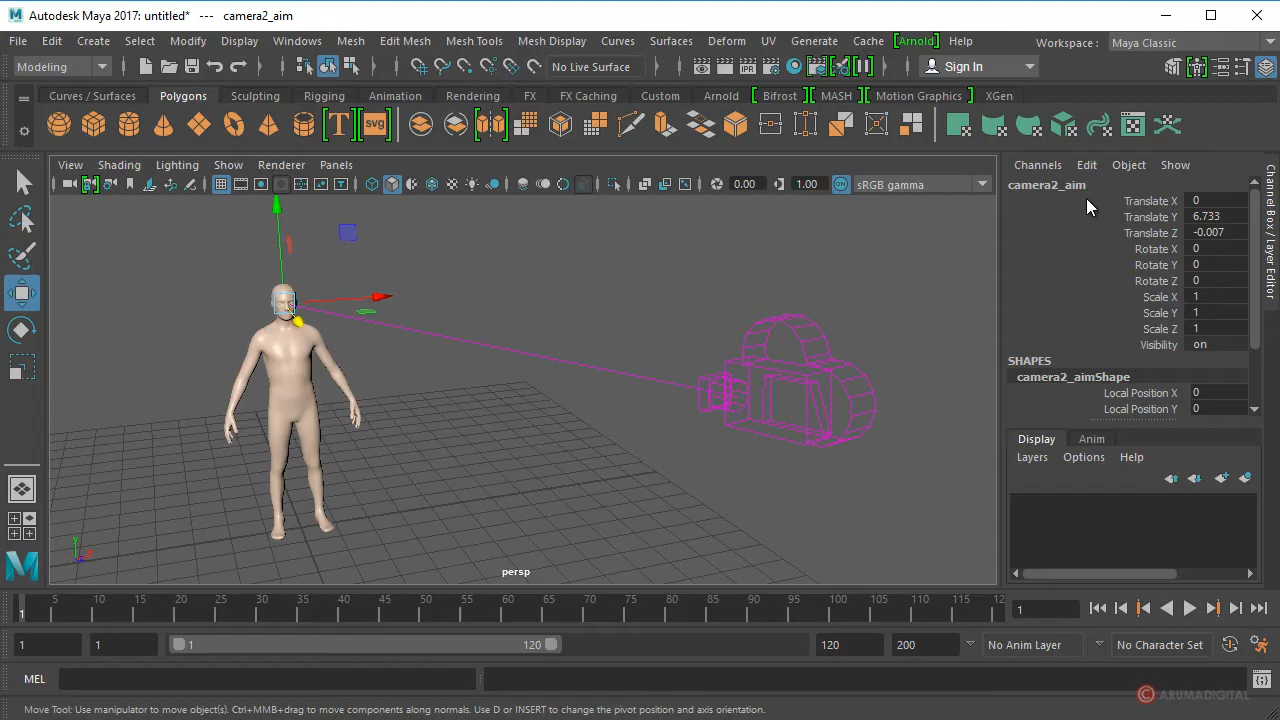 Autodesk Maya 2017: untitled*   ---   camera2_aim
File Edit Create Select Modify Display Windows Mesh Edit Mesh Mesh Tools Mesh Display Curves Surfaces Deform UV Generate Cache [Arnold] Help Workspace : Maya Classic
Modeling No Live Surface IPR Sign In
Curves / Surfaces Polygons Sculpting Rigging Animation Rendering FX FX Caching Custom Arnold Bifrost MASH Motion Graphics XGen
T svg
View Shading Lighting Show Renderer Panels
0.00 1.00 ON sRGB gamma
Channels Edit Object Show
camera2_aim
Translate X 0
Translate Y 6.733
Translate Z -0.007
Rotate X 0
Rotate Y 0
Rotate Z 0
Scale X 1
Scale Y 1
Scale Z 1
Visibility on
SHAPES
camera2_aimShape
Local Position X 0
Local Position Y 0
Channel Box / Layer Editor
Display Anim
Layers Options Help
y
persp
1 5 10 15 20 25 30 35 40 45 50 55 60 65 70 75 80 85 90 95 100 105 110 115 12
1
1 1 1 120 120 200 No Anim Layer No Character Set
MEL
Move Tool: Use manipulator to move object(s). Ctrl+MMB+drag to move components along normals. Use D or INSERT to change the pivot position and axis orientation.
© ARUMADIGITAL